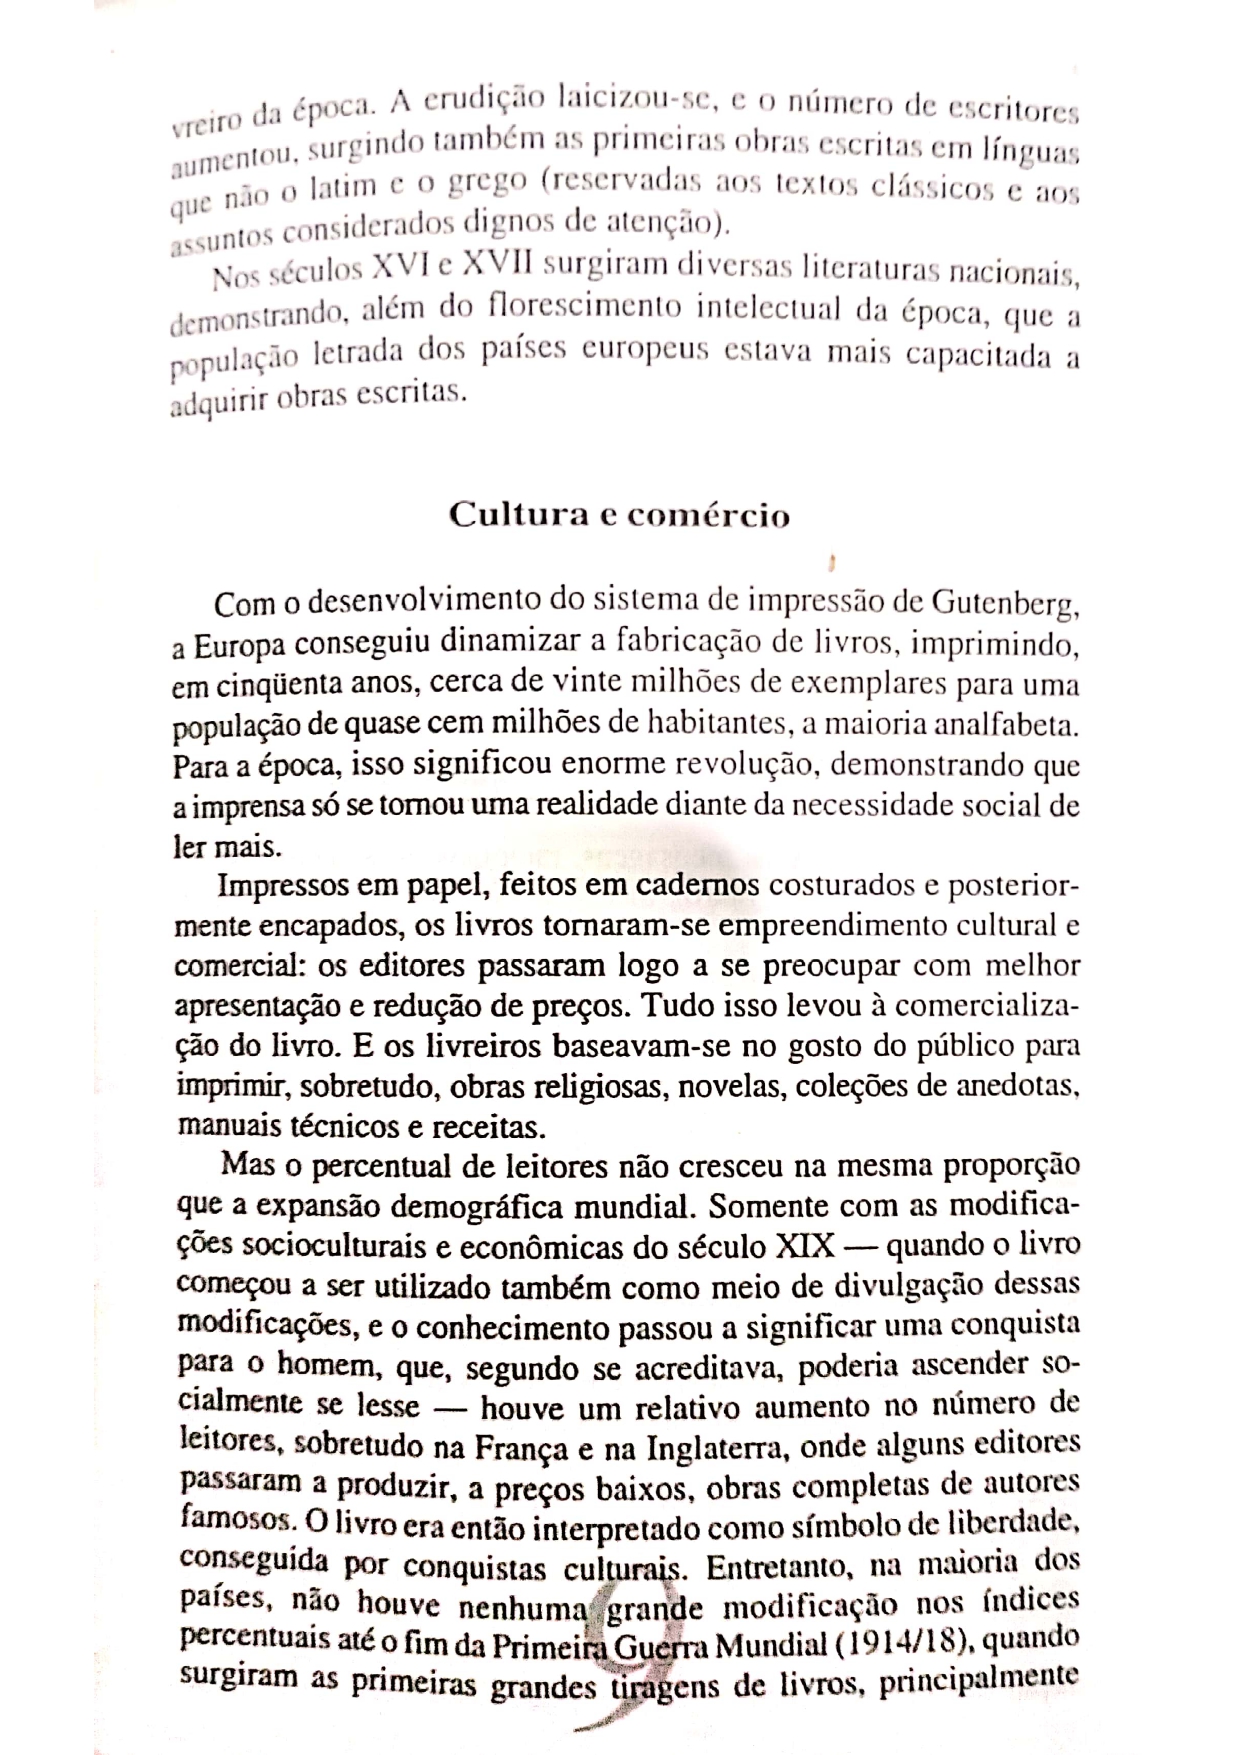 vreiro da época. A erudição laicizou-se, e o número de escritores
aumentou, surgindo também as primeiras obras escritas em línguas
que não o latim e o grego (reservadas aos textos clássicos e aos
assuntos considerados dignos de atenção).
Nos séculos XVI e XVII surgiram diversas literaturas nacionais,
demonstrando, além do florescimento intelectual da época, que a
população letrada dos países europeus estava mais capacitada a
adquirir obras escritas.
Cultura e comércio
Com o desenvolvimento do sistema de impressão de Gutenberg,
a Europa conseguiu dinamizar a fabricação de livros, imprimindo,
em cinqüenta anos, cerca de vinte milhões de exemplares para uma
população de quase cem milhões de habitantes, a maioria analfabeta.
Para a época, isso significou enorme revolução, demonstrando que
a imprensa só se tornou uma realidade diante da necessidade social de
ler mais.
Impressos em papel, feitos em cadernos costurados e posterior-
mente encapados, os livros tornaram-se empreendimento cultural e
comercial: os editores passaram logo a se preocupar com melhor
apresentação e redução de preços. Tudo isso levou à comercializa-
ção do livro. E os livreiros baseavam-se no gosto do público para
imprimir, sobretudo, obras religiosas, novelas, coleções de anedotas,
manuais técnicos e receitas.
Mas o percentual de leitores não cresceu na mesma proporção
que a expansão demográfica mundial. Somente com as modifica-
ções socioculturais e econômicas do século XIX — quando o livro
começou a ser utilizado também como meio de divulgação dessas
modificações, e o conhecimento passou a significar uma conquista
para o homem, que, segundo se acreditava, poderia ascender so-
cialmente se lesse — houve um relativo aumento no número de
leitores, sobretudo na França e na Inglaterra, onde alguns editores
passaram a produzir, a preços baixos, obras completas de autores
famosos. O livro era então interpretado como símbolo de liberdade,
conseguida por conquistas culturais. Entretanto, na maioria dos
países, não houve nenhuma grande modificação nos índices
percentuais até o fim da Primeira Guerra Mundial (1914/18), quando
surgiram as primeiras grandes tiragens de livros, principalmente
9